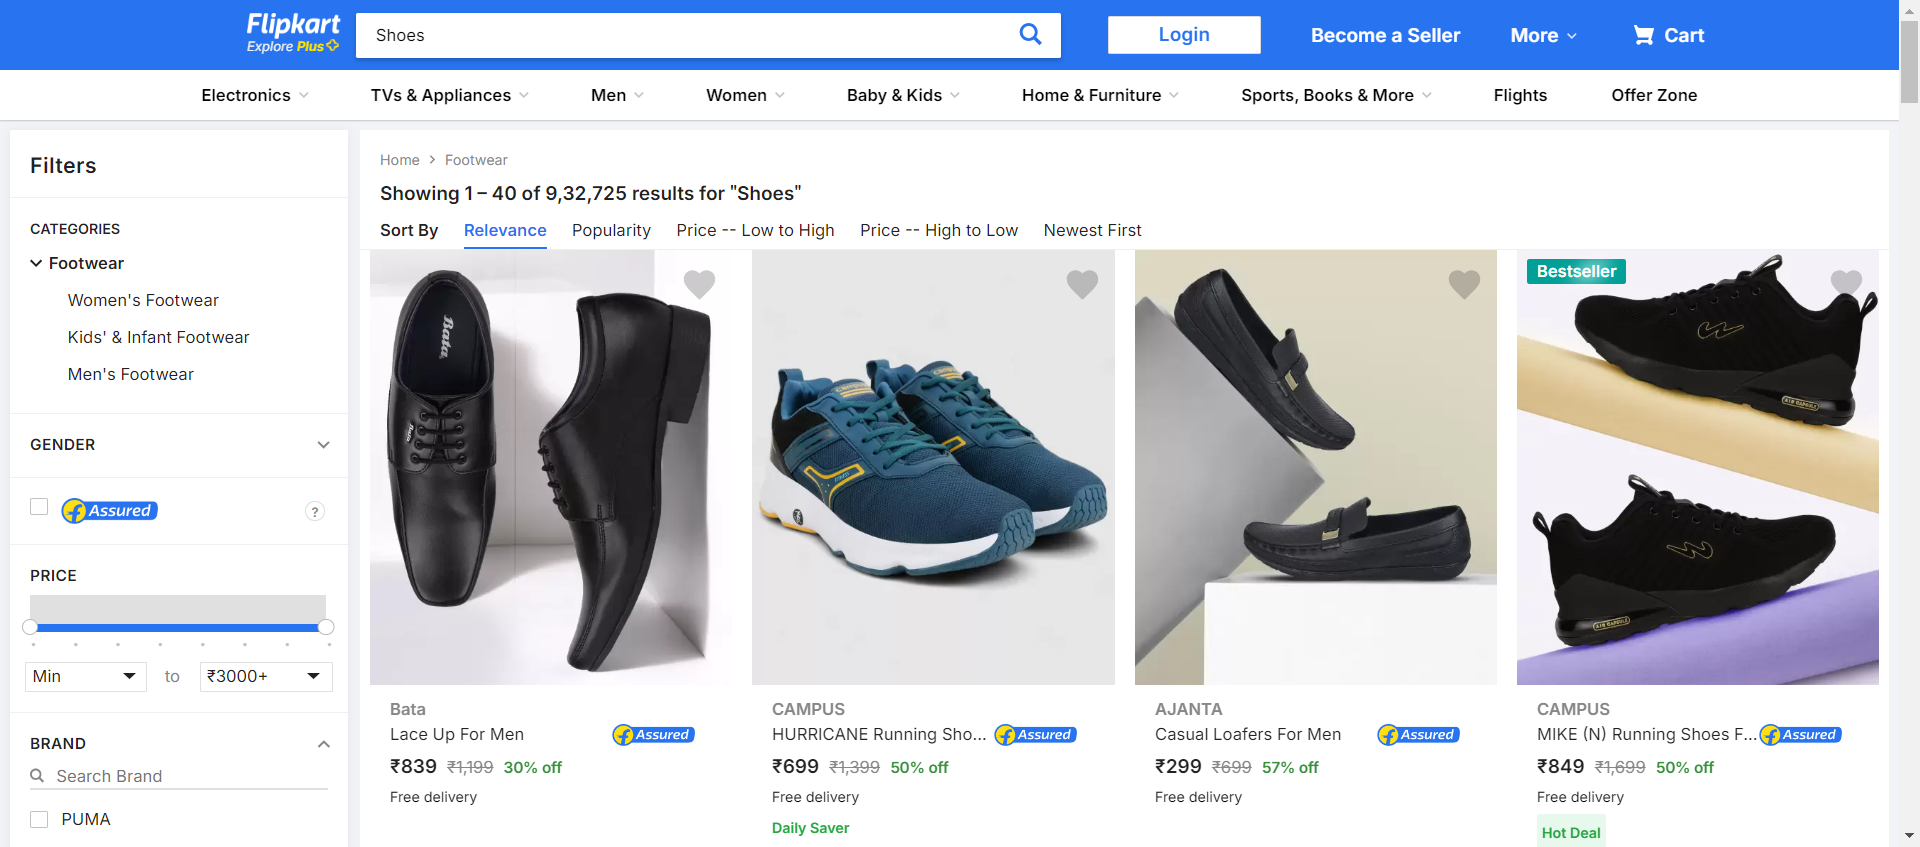 Flipkart
Explore Plus
Shoes
Login
Become a Seller
More
Cart
Electronics
TVs & Appliances
Men
Women
Baby & Kids
Home & Furniture
Sports, Books & More
Flights
Offer Zone
Filters
CATEGORIES
Footwear
Women's Footwear
Kids' & Infant Footwear
Men's Footwear
GENDER
Assured
?
PRICE
Min to ₹3000+
BRAND
Search Brand
PUMA
Home > Footwear
Showing 1 – 40 of 9,32,725 results for "Shoes"
Sort By Relevance Popularity Price -- Low to High Price -- High to Low Newest First
Bata
Bata
Bata
Lace Up For Men
Assured
₹839 ₹1,199 30% off
Free delivery
CAMPUS
HURRICANE Running Sho...
Assured
₹699 ₹1,399 50% off
Free delivery
Daily Saver
AJANTA
Casual Loafers For Men
Assured
₹299 ₹699 57% off
Free delivery
Bestseller
AIR CAPSULE
AIR CAPSULE
CAMPUS
MIKE (N) Running Shoes F...
Assured
₹849 ₹1,699 50% off
Free delivery
Hot Deal